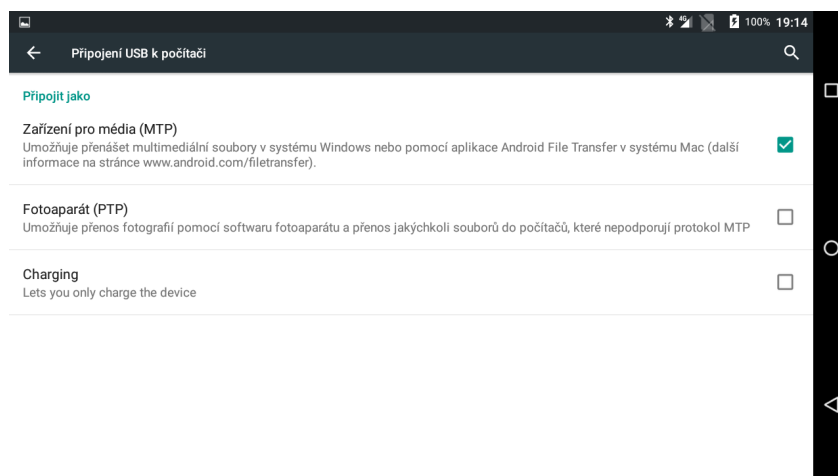 4G 100% 19:14
Připojení USB k počítači
Připojit jako
Zařízení pro média (MTP)
Umožňuje přenášet multimediální soubory v systému Windows nebo pomocí aplikace Android File Transfer v systému Mac (další
informace na stránce www.android.com/filetransfer).
Fotoaparát (PTP)
Umožňuje přenos fotografií pomocí softwaru fotoaparátu a přenos jakýchkoli souborů do počítačů, které nepodporují protokol MTP
Charging
Lets you only charge the device